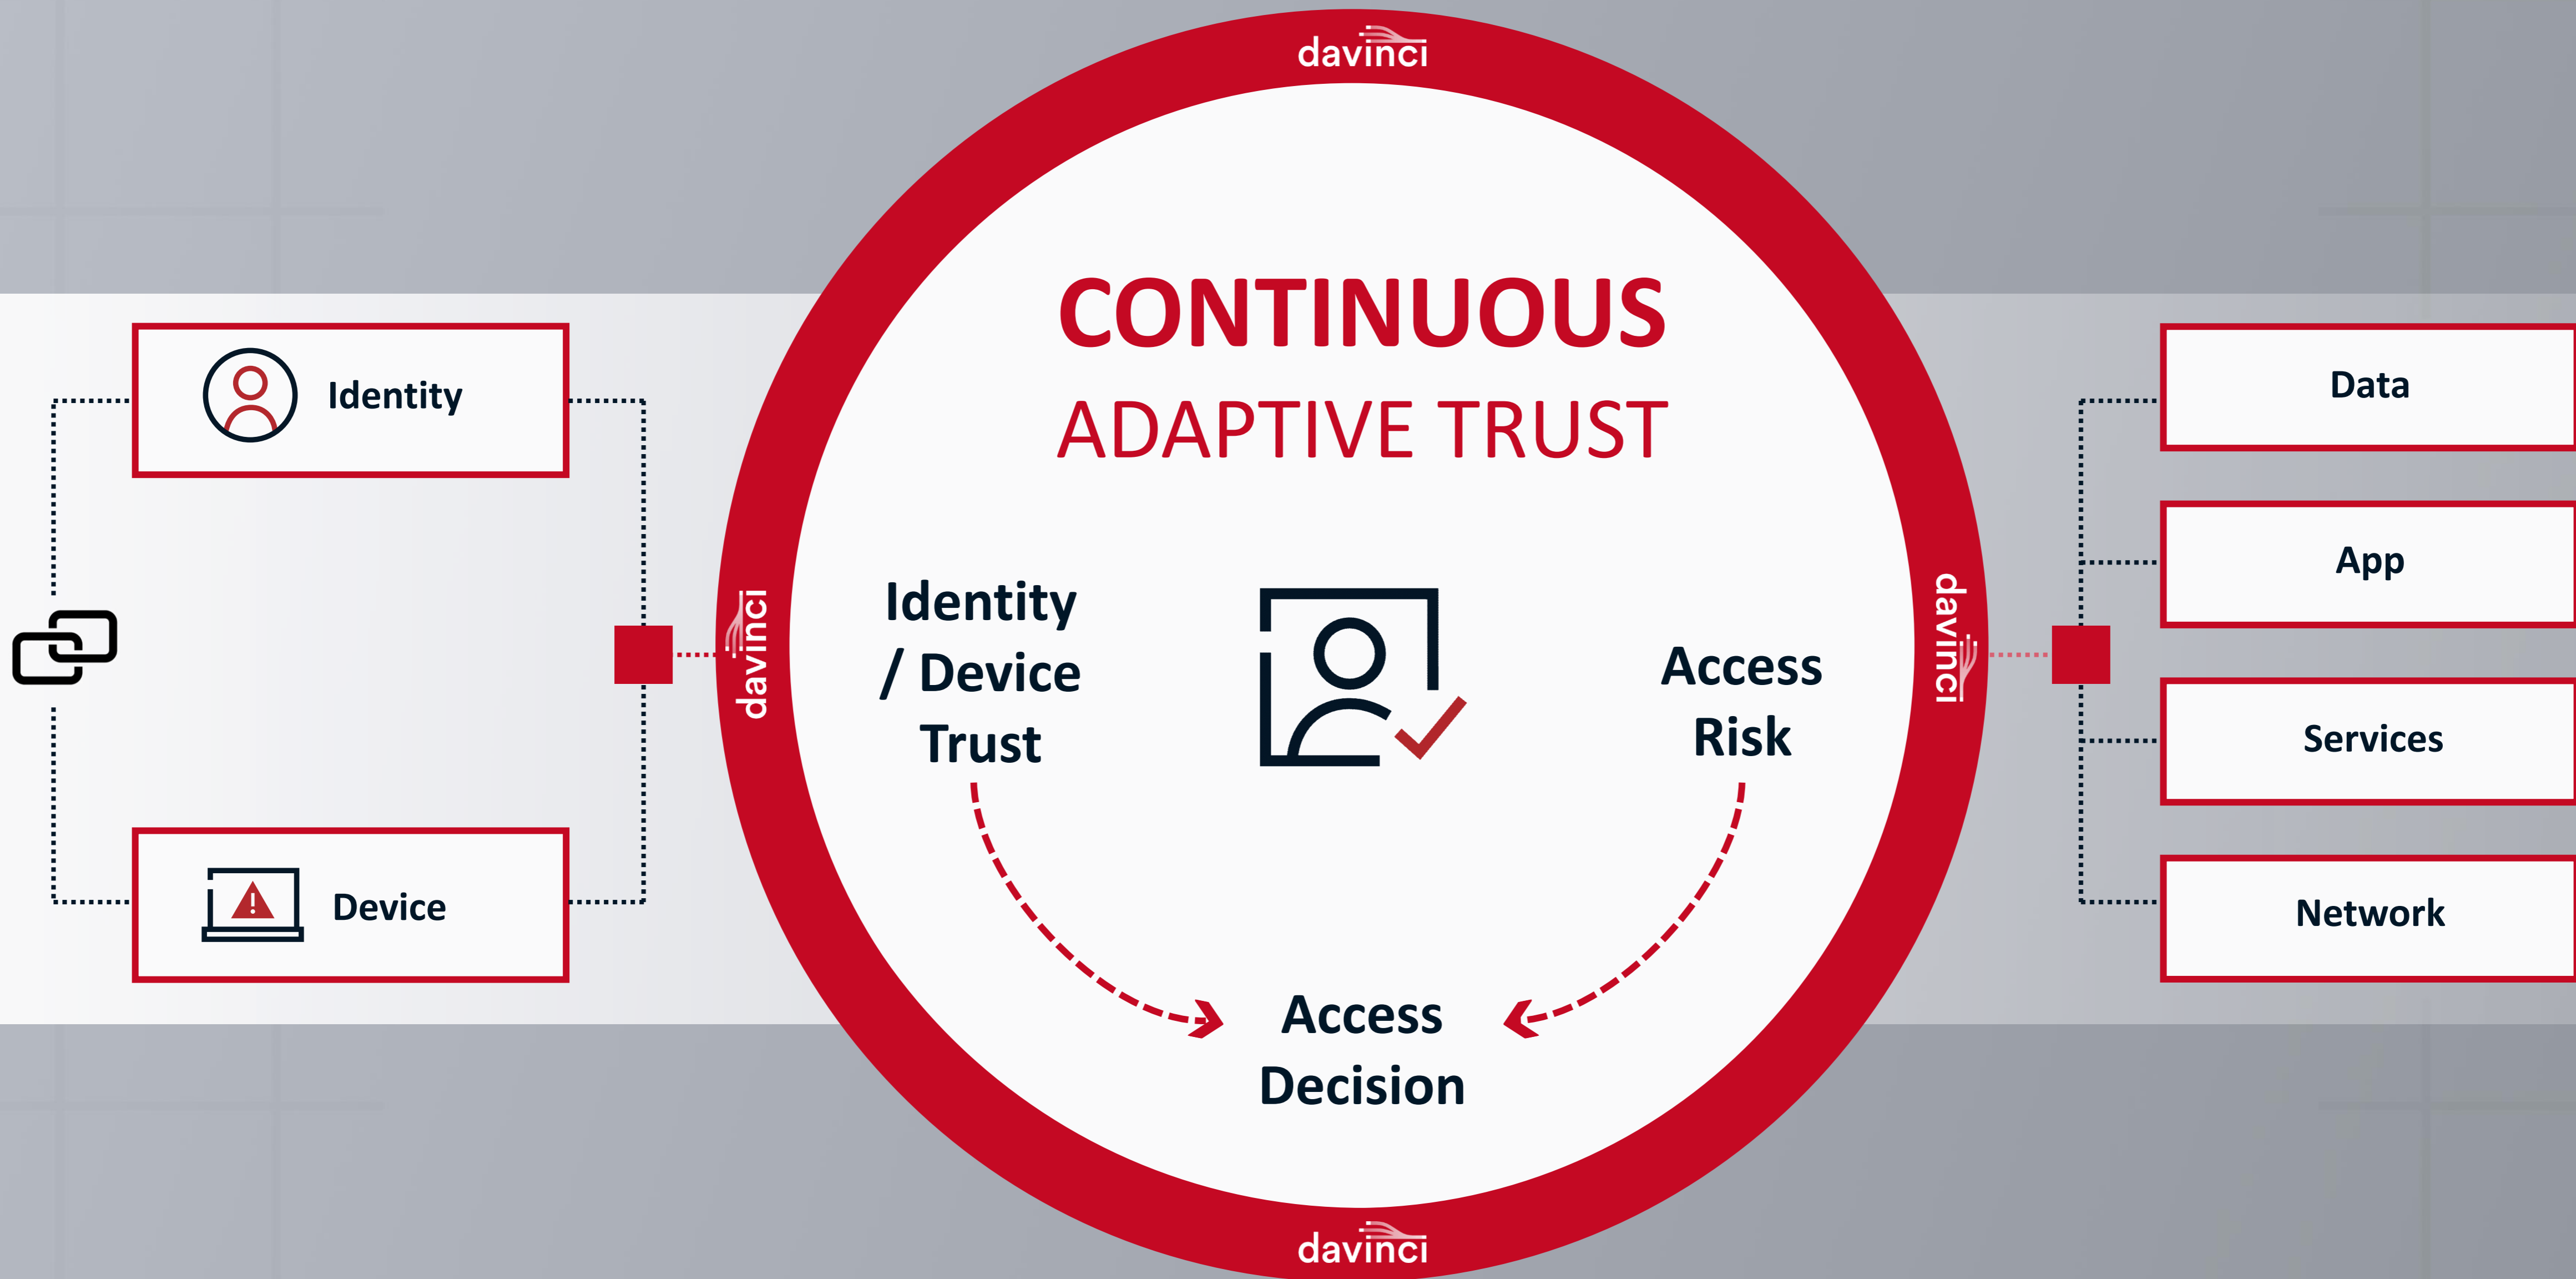 davinci
CONTINUOUS
ADAPTIVE TRUST
Identity
Device
davinci
Identity
/ Device
Trust
Access
Risk
Access
Decision
davinci
Data
App
Services
Network
davinci